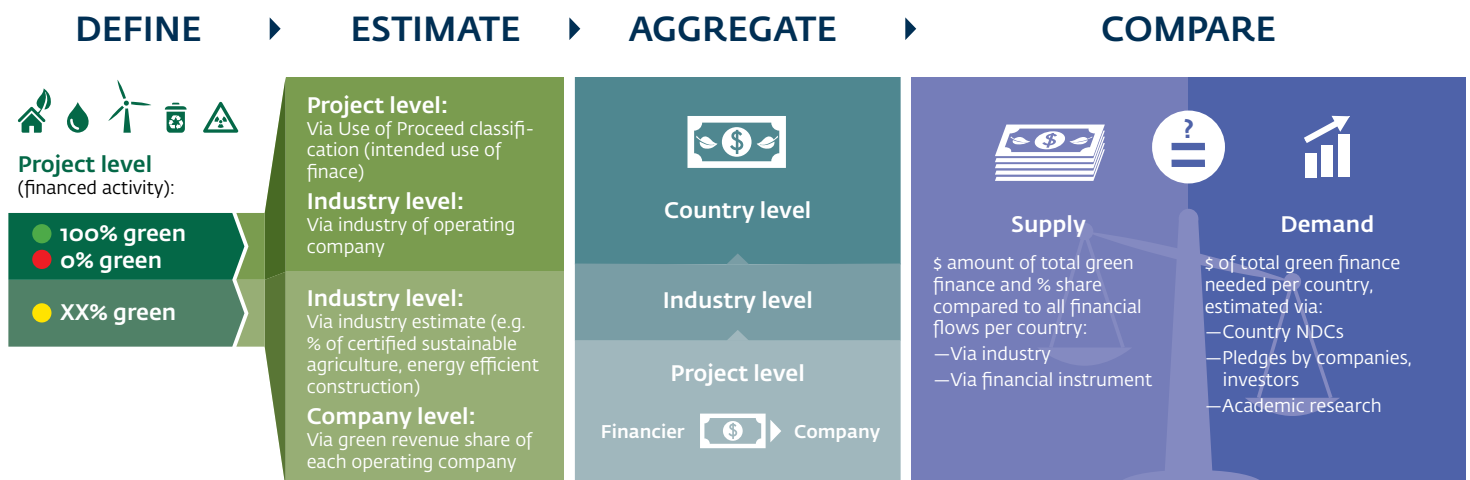 DEFINE
ESTIMATE
AGGREGATE
COMPARE
Project level
(financed activity):
100% green
0% green
XX% green
Project level:
Via Use of Proceed classifi-
cation (intended use of
finace)
Industry level:
Via industry of operating
company
Industry level:
Via industry estimate (e.g.
% of certified sustainable
agriculture, energy efficient
construction)
Company level:
Via green revenue share of
each operating company
$
Country level
Industry level
Project level
Financier $ Company
$
?
=
Supply
$ amount of total green
finance and % share
compared to all financial
flows per country:
—Via industry
—Via financial instrument
Demand
$ of total green finance
needed per country,
estimated via:
—Country NDCs
—Pledges by companies,
investors
—Academic research